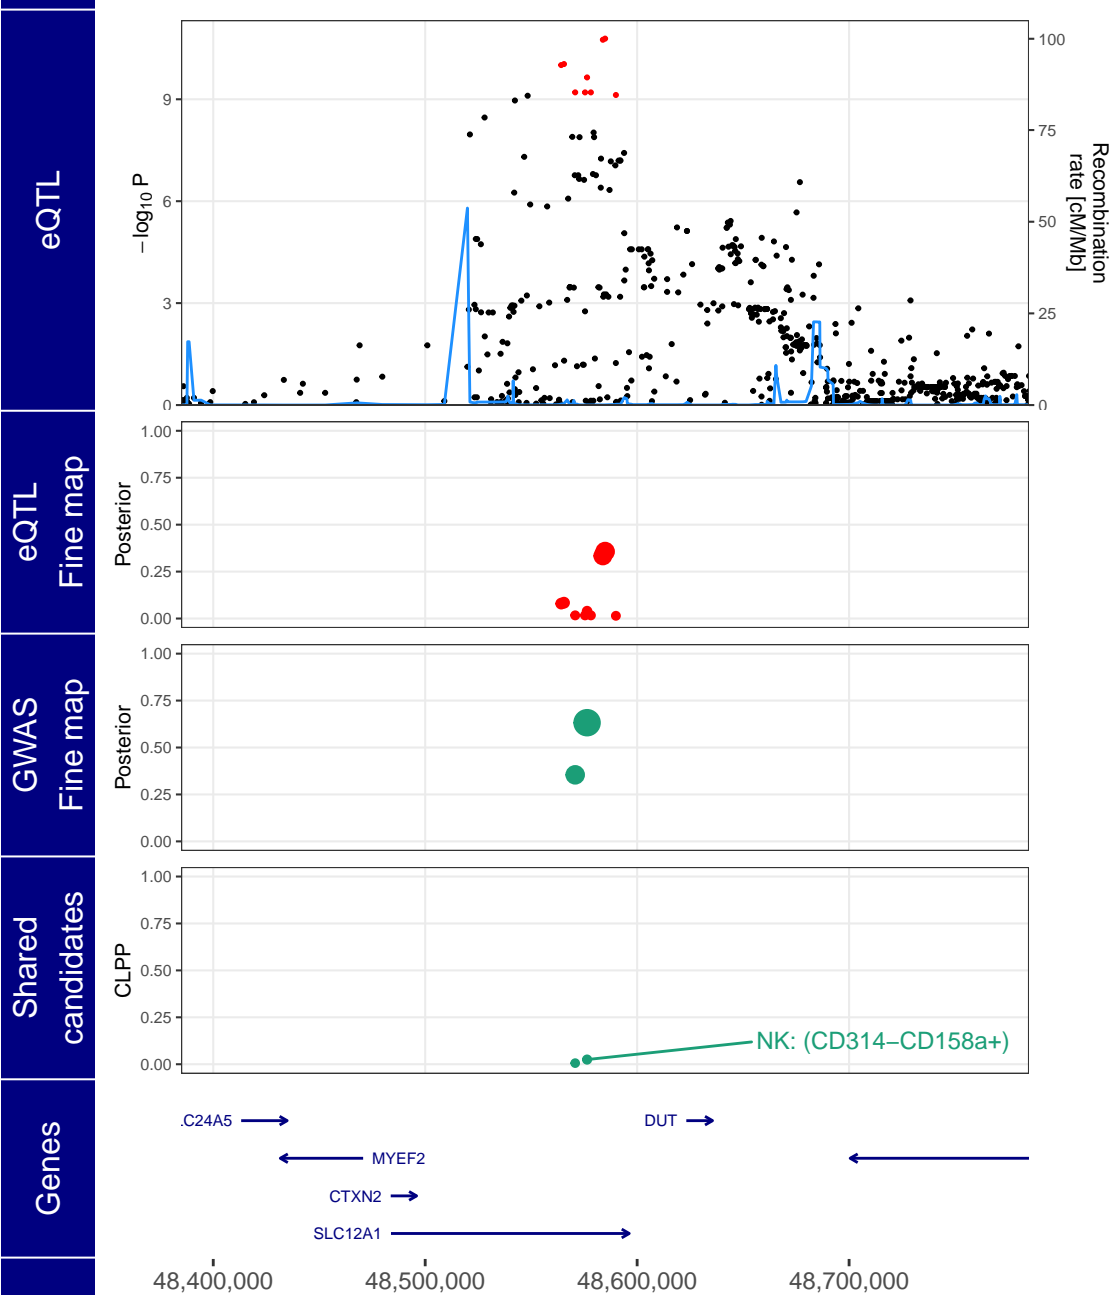 eQTL
−log10 P
9
6
3
0
100
75
50
25
0
Recombination
rate [cM/Mb]
eQTL
Fine map
Posterior
1.00
0.75
0.50
0.25
0.00
GWAS
Fine map
Posterior
1.00
0.75
0.50
0.25
0.00
Shared
candidates
CLPP
1.00
0.75
0.50
0.25
0.00
NK: (CD314−CD158a+)
Genes
.C24A5
DUT
MYEF2
CTXN2
SLC12A1
48,400,000
48,500,000
48,600,000
48,700,000